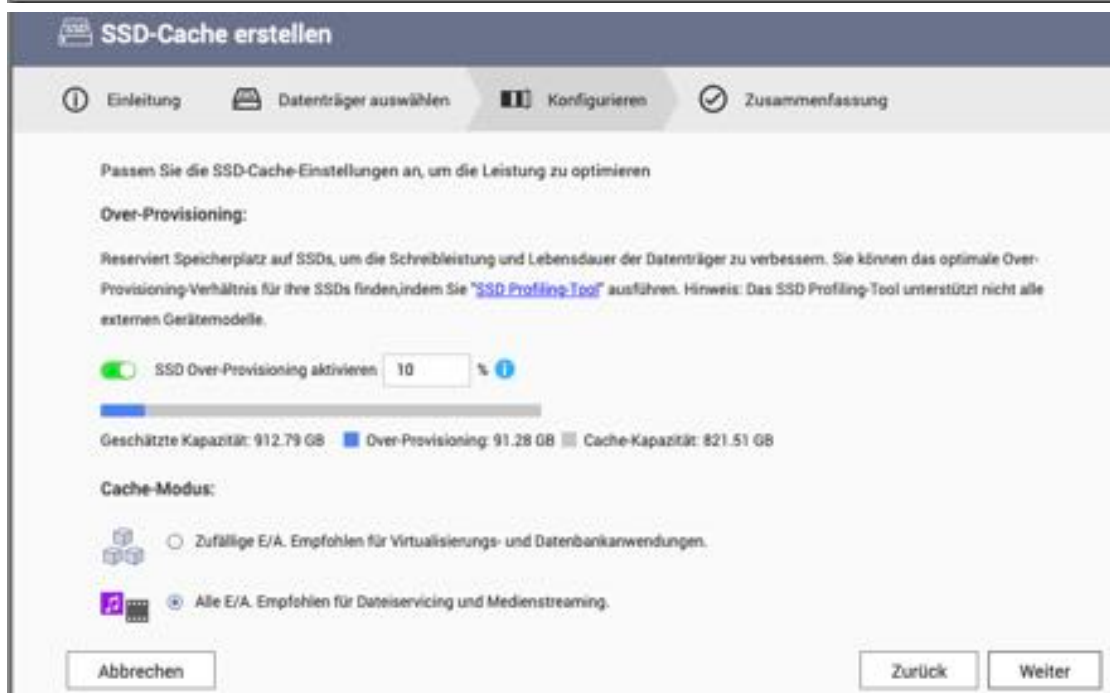 SSD-Cache erstellen
Einleitung
Datenträger auswählen
Konfigurieren
Zusammenfassung
Passen Sie die SSD-Cache-Einstellungen an, um die Leistung zu optimieren
Over-Provisioning:
Reserviert Speicherplatz auf SSDs, um die Schreibleistung und Lebensdauer der Datenträger zu verbessern. Sie können das optimale Over-
Provisioning-Verhältnis für Ihre SSDs finden,indem Sie "SSD Profiling-Tool" ausführen. Hinweis: Das SSD Profiling-Tool unterstützt nicht alle
externen Gerätemodelle.
SSD Over-Provisioning aktivieren 10 %
Geschätzte Kapazität: 912.79 GB Over-Provisioning: 91.28 GB Cache-Kapazität: 821.51 GB
Cache-Modus:
Zufällige E/A. Empfohlen für Virtualisierungs- und Datenbankanwendungen.
Alle E/A. Empfohlen für Dateiservicing und Medienstreaming.
Abbrechen
Zurück
Weiter